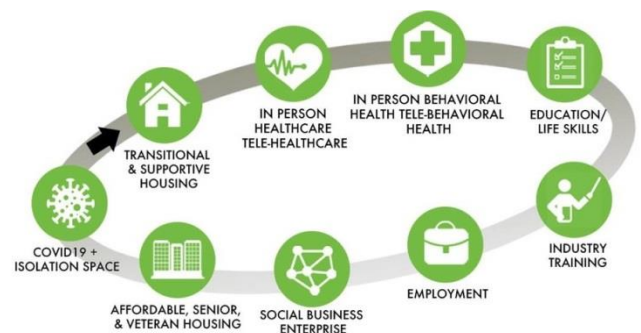 IN PERSON
HEALTHCARE
TELE-HEALTHCARE
IN PERSON BEHAVIORAL
HEALTH TELE-BEHAVIORAL
HEALTH
EDUCATION/
LIFE SKILLS
TRANSITIONAL
& SUPPORTIVE
HOUSING
COVID19 +
ISOLATION SPACE
INDUSTRY
TRAINING
EMPLOYMENT
AFFORDABLE, SENIOR,
& VETERAN HOUSING
SOCIAL BUSINESS
ENTERPRISE